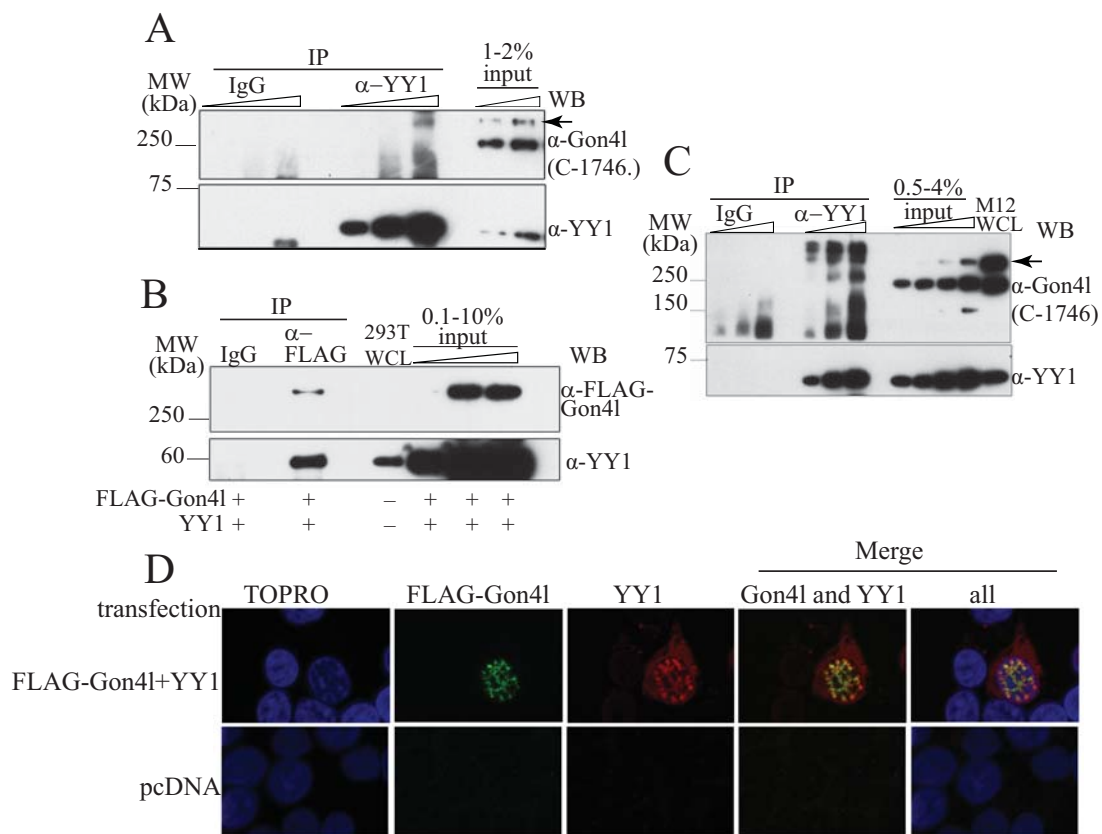 A
IP
1-2%
input
MW
(kDa)
IgG
α–YY1
WB
250
α-Gon4l
(C-1746.)
75
α-YY1
B
IP
MW
(kDa)
IgG
α–
FLAG
293T
WCL
0.1-10%
input
WB
250
α-FLAG-
Gon4l
60
α-YY1
FLAG-Gon4l + + – + + +
YY1 + + – + + +
C
IP
0.5-4%
input
M12
WCL
MW
(kDa)
IgG
α–YY1
WB
250
150
α-Gon4l
(C-1746)
75
α-YY1
D
Merge
transfection
TOPRO
FLAG-Gon4l
YY1
Gon4l and YY1
all
FLAG-Gon4l+YY1
pcDNA